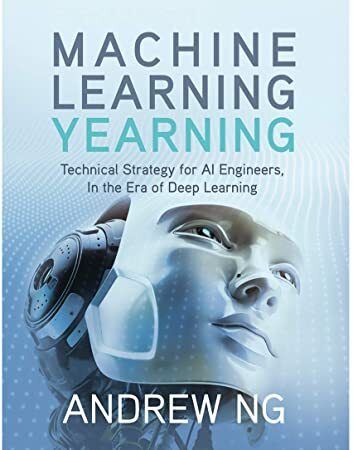 MACHINE
LEARNING
YEARNING
Technical Strategy for AI Engineers,
In the Era of Deep Learning
ANDREW NG